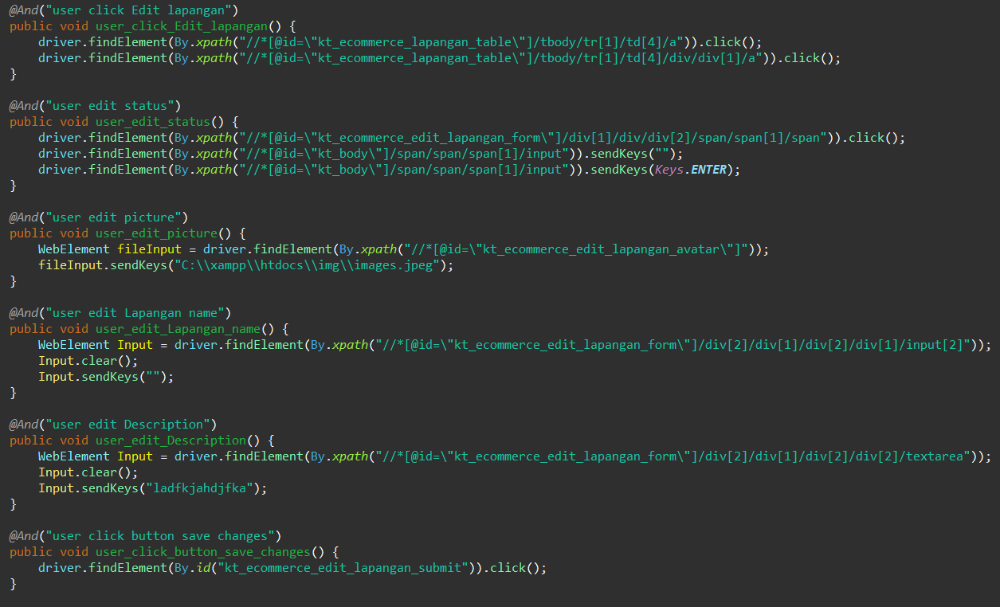 @And("user click Edit lapangan")
public void user_click_Edit_lapangan() {
    driver.findElement(By.xpath("//*[@id=\"kt_ecommerce_lapangan_table\"]/tbody/tr[1]/td[4]/a")).click();
    driver.findElement(By.xpath("//*[@id=\"kt_ecommerce_lapangan_table\"]/tbody/tr[1]/td[4]/div/div[1]/a")).click();
}

@And("user edit status")
public void user_edit_status() {
    driver.findElement(By.xpath("//*[@id=\"kt_ecommerce_edit_lapangan_form\"]/div[1]/div/div[2]/span/span[1]/span")).click();
    driver.findElement(By.xpath("//*[@id=\"kt_body\"]/span/span/span[1]/input")).sendKeys("");
    driver.findElement(By.xpath("//*[@id=\"kt_body\"]/span/span/span[1]/input")).sendKeys(Keys.ENTER);
}

@And("user edit picture")
public void user_edit_picture() {
    WebElement fileInput = driver.findElement(By.xpath("//*[@id=\"kt_ecommerce_edit_lapangan_avatar\"]"));
    fileInput.sendKeys("C:\\xampp\\htdocs\\img\\images.jpeg");
}

@And("user edit Lapangan name")
public void user_edit_Lapangan_name() {
    WebElement Input = driver.findElement(By.xpath("//*[@id=\"kt_ecommerce_edit_lapangan_form\"]/div[2]/div[1]/div[2]/div[1]/input[2]"));
    Input.clear();
    Input.sendKeys("");
}

@And("user edit Description")
public void user_edit_Description() {
    WebElement Input = driver.findElement(By.xpath("//*[@id=\"kt_ecommerce_edit_lapangan_form\"]/div[2]/div[1]/div[2]/div[2]/textarea"));
    Input.clear();
    Input.sendKeys("ladfkjahdjfka");
}

@And("user click button save changes")
public void user_click_button_save_changes() {
    driver.findElement(By.id("kt_ecommerce_edit_lapangan_submit")).click();
}